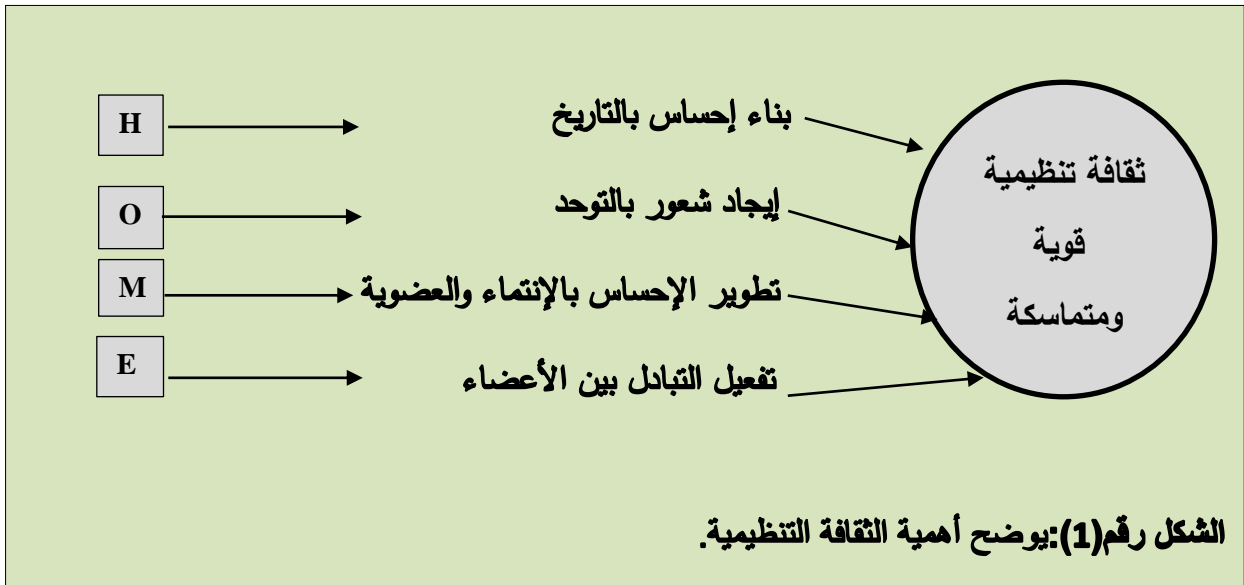 H
بناء إحساس بالتاريخ
O
إيجاد شعور بالتوحد
M
تطوير الإحساس بالإنتماء والعضوية
E
تفعيل التبادل بين الأعضاء
ثقافة تنظيمية
قوية
ومتماسكة
الشكل رقم(1):يوضح أهمية الثقافة التنظيمية.